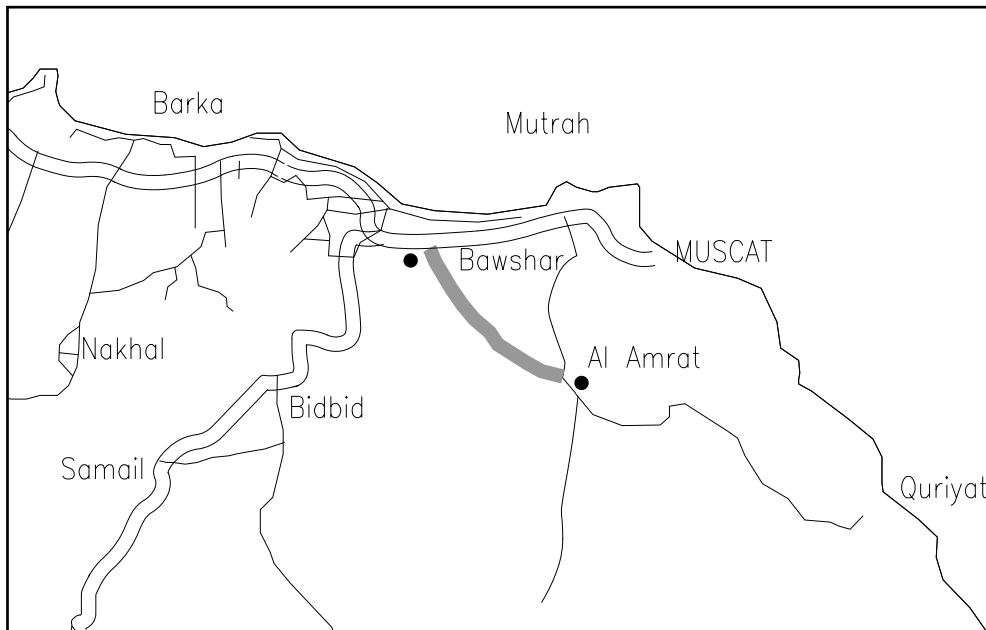 Barka
Mutrah
Bawshar
MUSCAT
Nakhal
Al Amrat
Bidbid
Samail
Quriyat